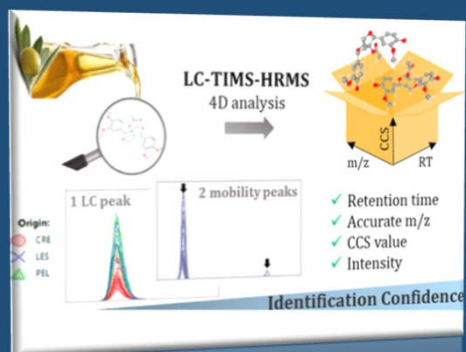 LC-TIMS-HRMS
4D analysis
CCS
m/z
RT
1 LC peak
2 mobility peaks
Origin:
CRE
LES
PEL
✓ Retention time
✓ Accurate m/z
✓ CCS value
✓ Intensity
Identification Confidence